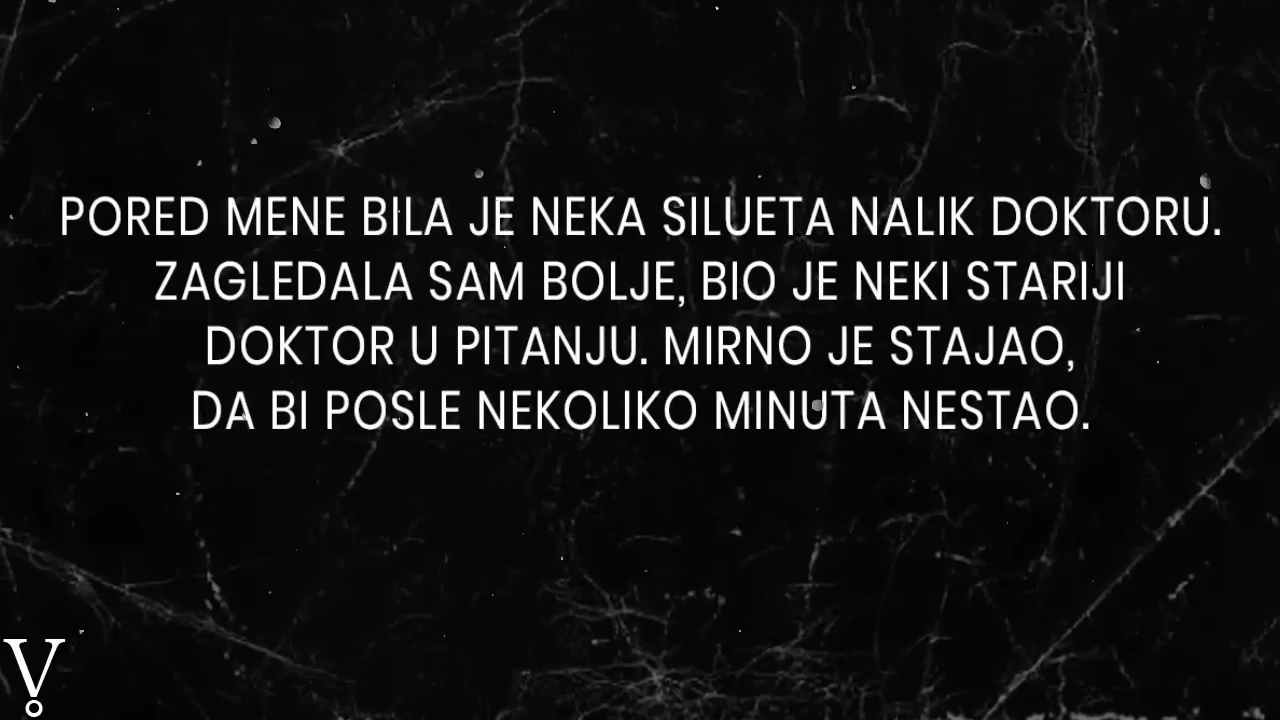 PORED MENE BILA JE NEKA SILUETA NALIK DOKTORU.
ZAGLEDALA SAM BOLJE, BIO JE NEKI STARIJI
DOKTOR U PITANJU. MIRNO JE STAJAO,
DA BI POSLE NEKOLIKO MINUTA NESTAO.
V